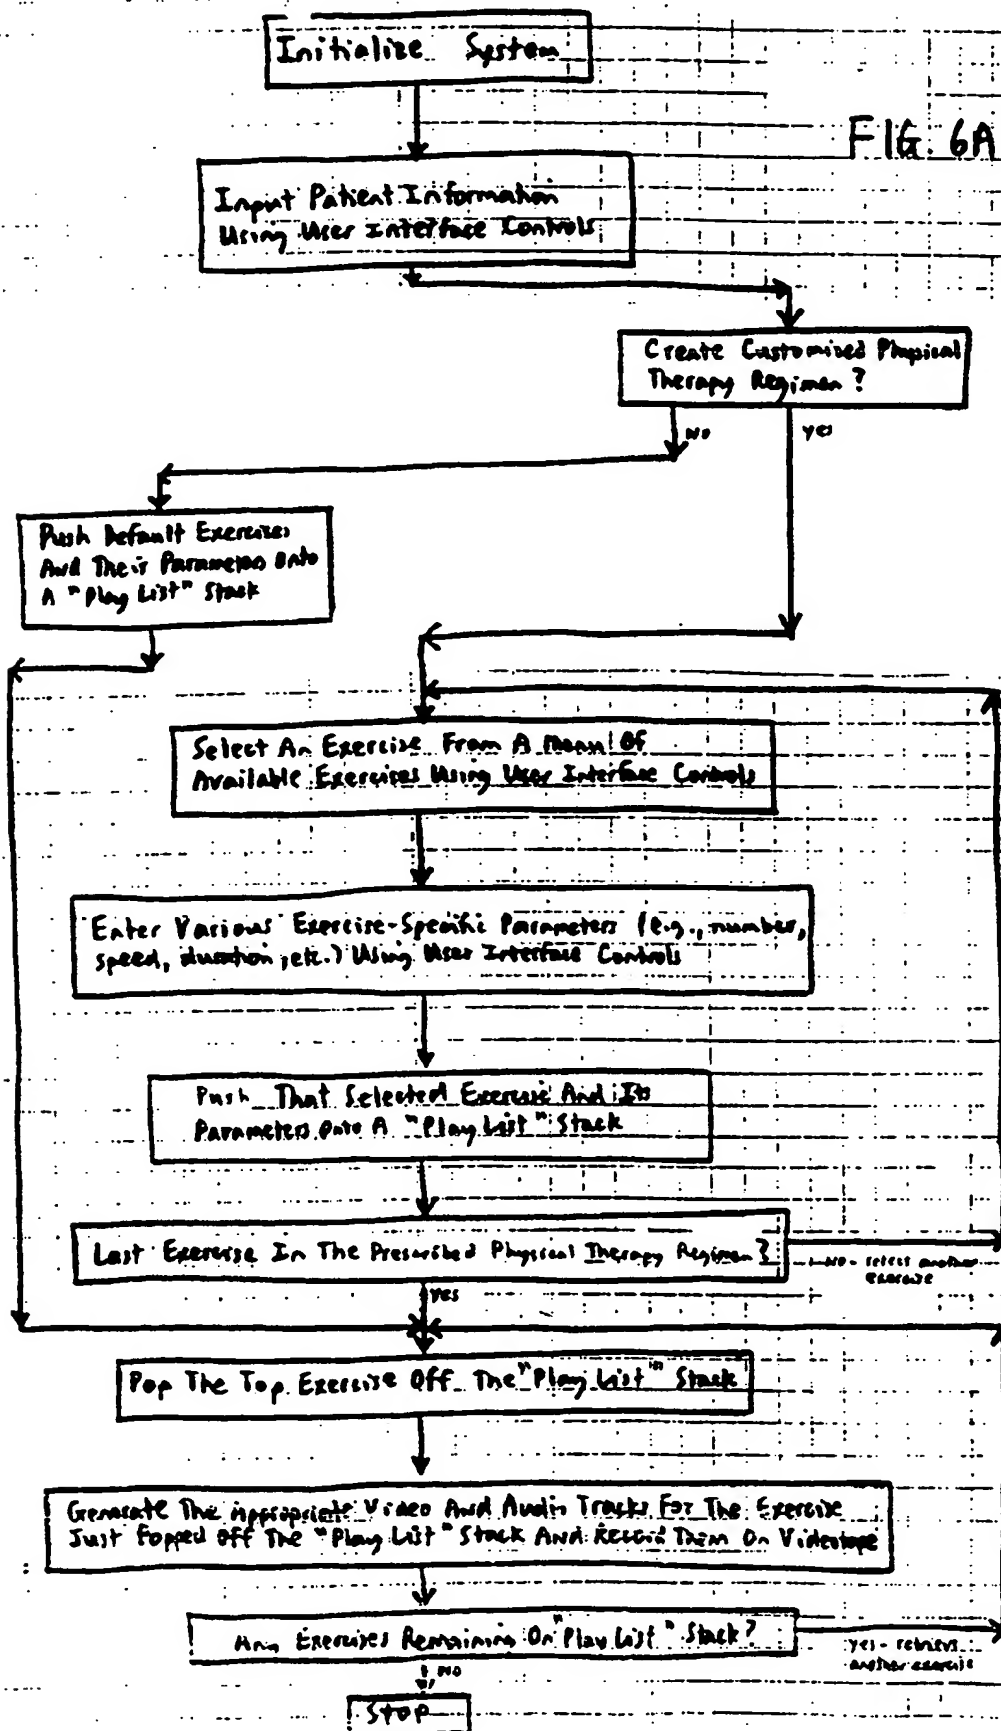 Initialize System
FIG. 6A
Input Patient Information
Using User Interface Controls
Create Customized Physical
Therapy Regimen?
NO
yes
Push Default Exercises
And Their Parameters Onto
A "Play List" Stack
Select An Exercise From A Menu Of
Available Exercises Using User Interface Controls
Enter Various Exercise-Specific Parameters (e.g., number,
speed, duration, etc.) Using User Interface Controls
Push That Selected Exercise And Its
Parameters Onto A "Play List" Stack
Last Exercise In The Prescribed Physical Therapy Regimen?
NO - select another
exercise
yes
Pop The Top Exercise Off The "Play List" Stack
Generate The Appropriate Video And Audio Tracks For The Exercise
Just Popped Off The "Play List" Stack And Record Them On Videotape
Any Exercises Remaining On "Play List" Stack?
yes - retrieve
another exercise
NO
STOP